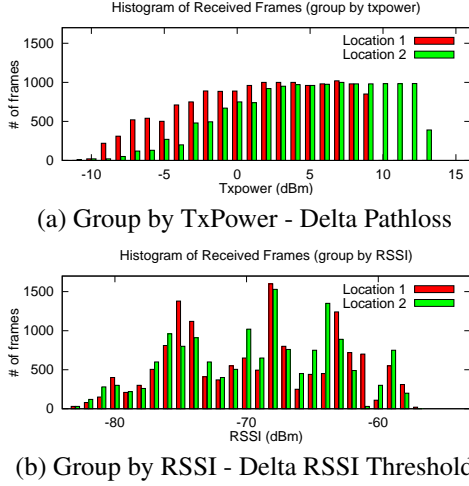 Histogram of Received Frames (group by txpower)
1500
Location 1
Location 2
1000
# of frames
500
0
-10 -5 0 5 10 15
Txpower (dBm)
(a) Group by TxPower - Delta Pathloss
Histogram of Received Frames (group by RSSI)
1500
Location 1
Location 2
1000
# of frames
500
0
-80 -70 -60
RSSI (dBm)
(b) Group by RSSI - Delta RSSI Threshold